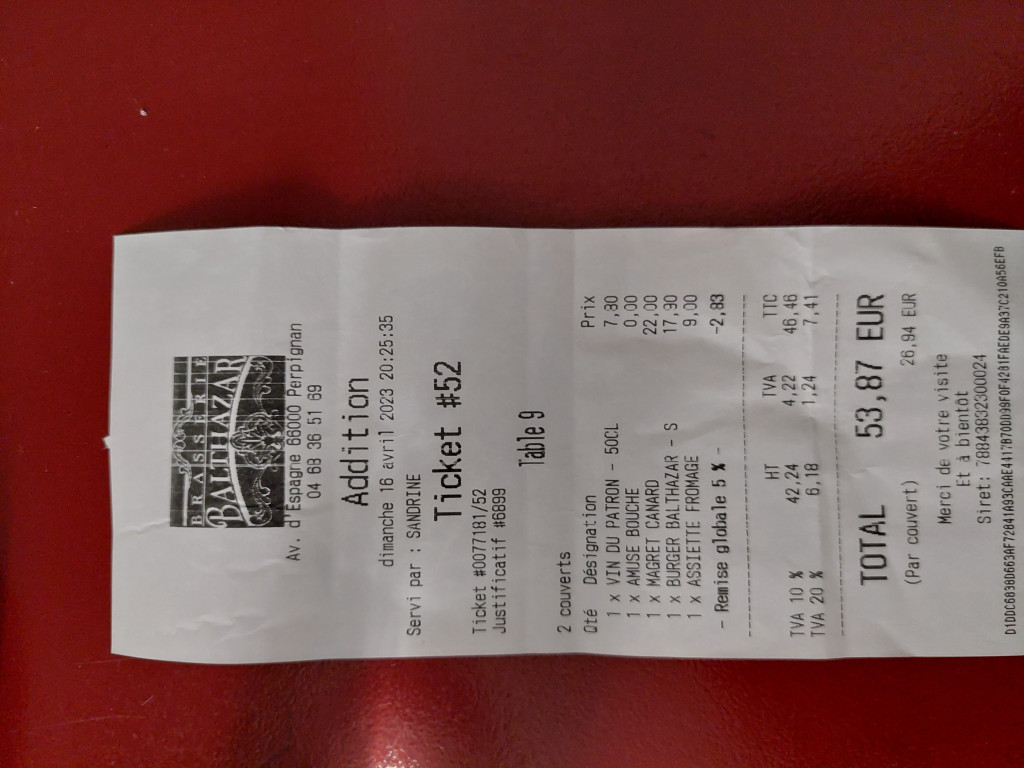 BRASSERIE
BALTHAZAR
Av. d'Espagne 66000 Perpignan
04 68 36 51 69
Addition
dimanche 16 avril 2023 20:25:35
Servi par : SANDRINE
Ticket #52
Ticket #0077181/52
Justificatif #6899
Table 9
2 couverts
Qté Désignation Prix
1 x VIN DU PATRON - 50CL 7,80
1 x AMUSE BOUCHE 0,00
1 x MAGRET CANARD 22,00
1 x BURGER BALTHAZAR - S 17,90
1 x ASSIETTE FROMAGE 9,00
- Remise globale 5 % - -2,83
HT TVA TTC
TVA 10 % 42,24 4,22 46,46
TVA 20 % 6,18 1,24 7,41
TOTAL 53,87 EUR
(Par couvert) 26,94 EUR
Merci de votre visite
Et à bientôt
Siret: 78843832300024